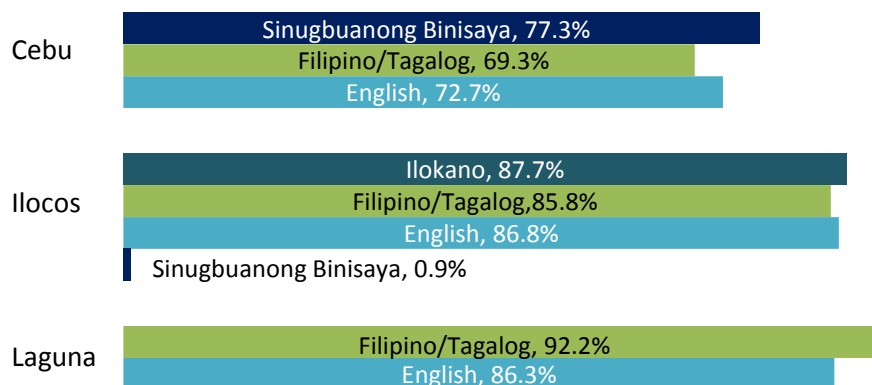 Cebu
Sinugbuanong Binisaya, 77.3%
Filipino/Tagalog, 69.3%
English, 72.7%
Ilocos
Ilokano, 87.7%
Filipino/Tagalog,85.8%
English, 86.8%
Sinugbuanong Binisaya, 0.9%
Laguna
Filipino/Tagalog, 92.2%
English, 86.3%